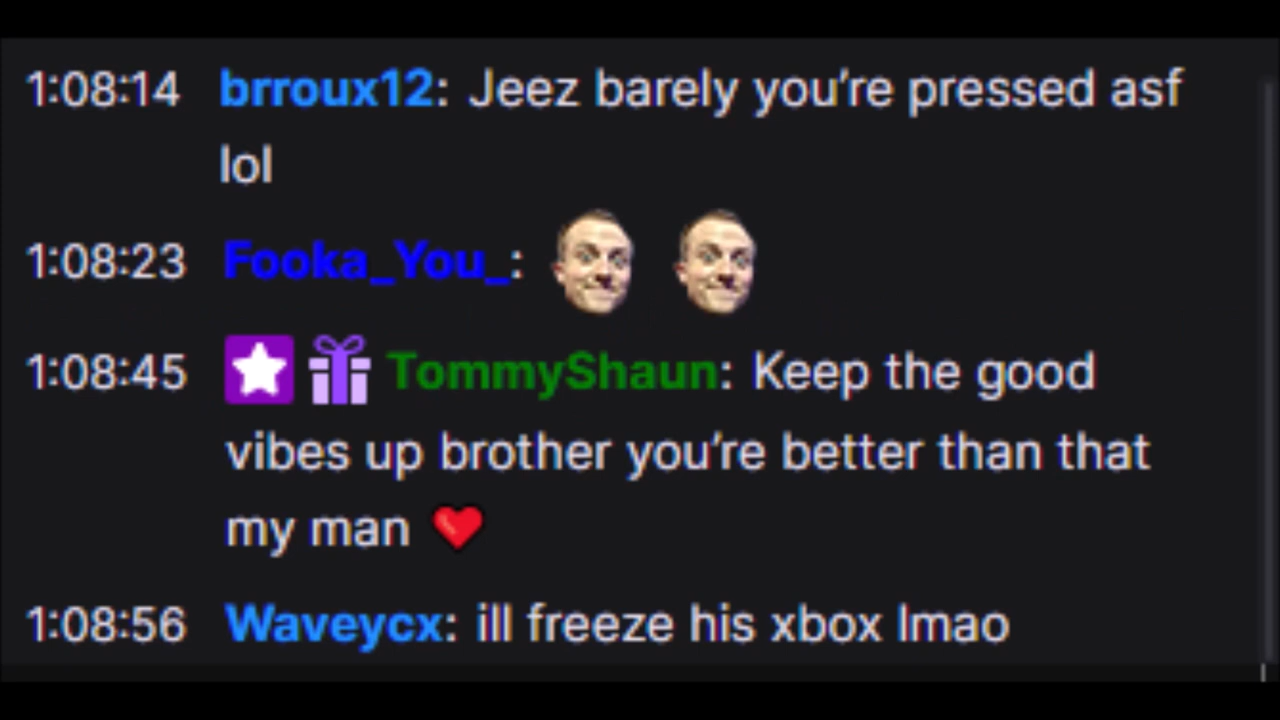 1:08:14 brroux12: Jeez barely you're pressed asf
lol
1:08:23 Fooka_You_:
1:08:45 TommyShaun: Keep the good
vibes up brother you're better than that
my man ❤️
1:08:56 Waveycx: ill freeze his xbox lmao